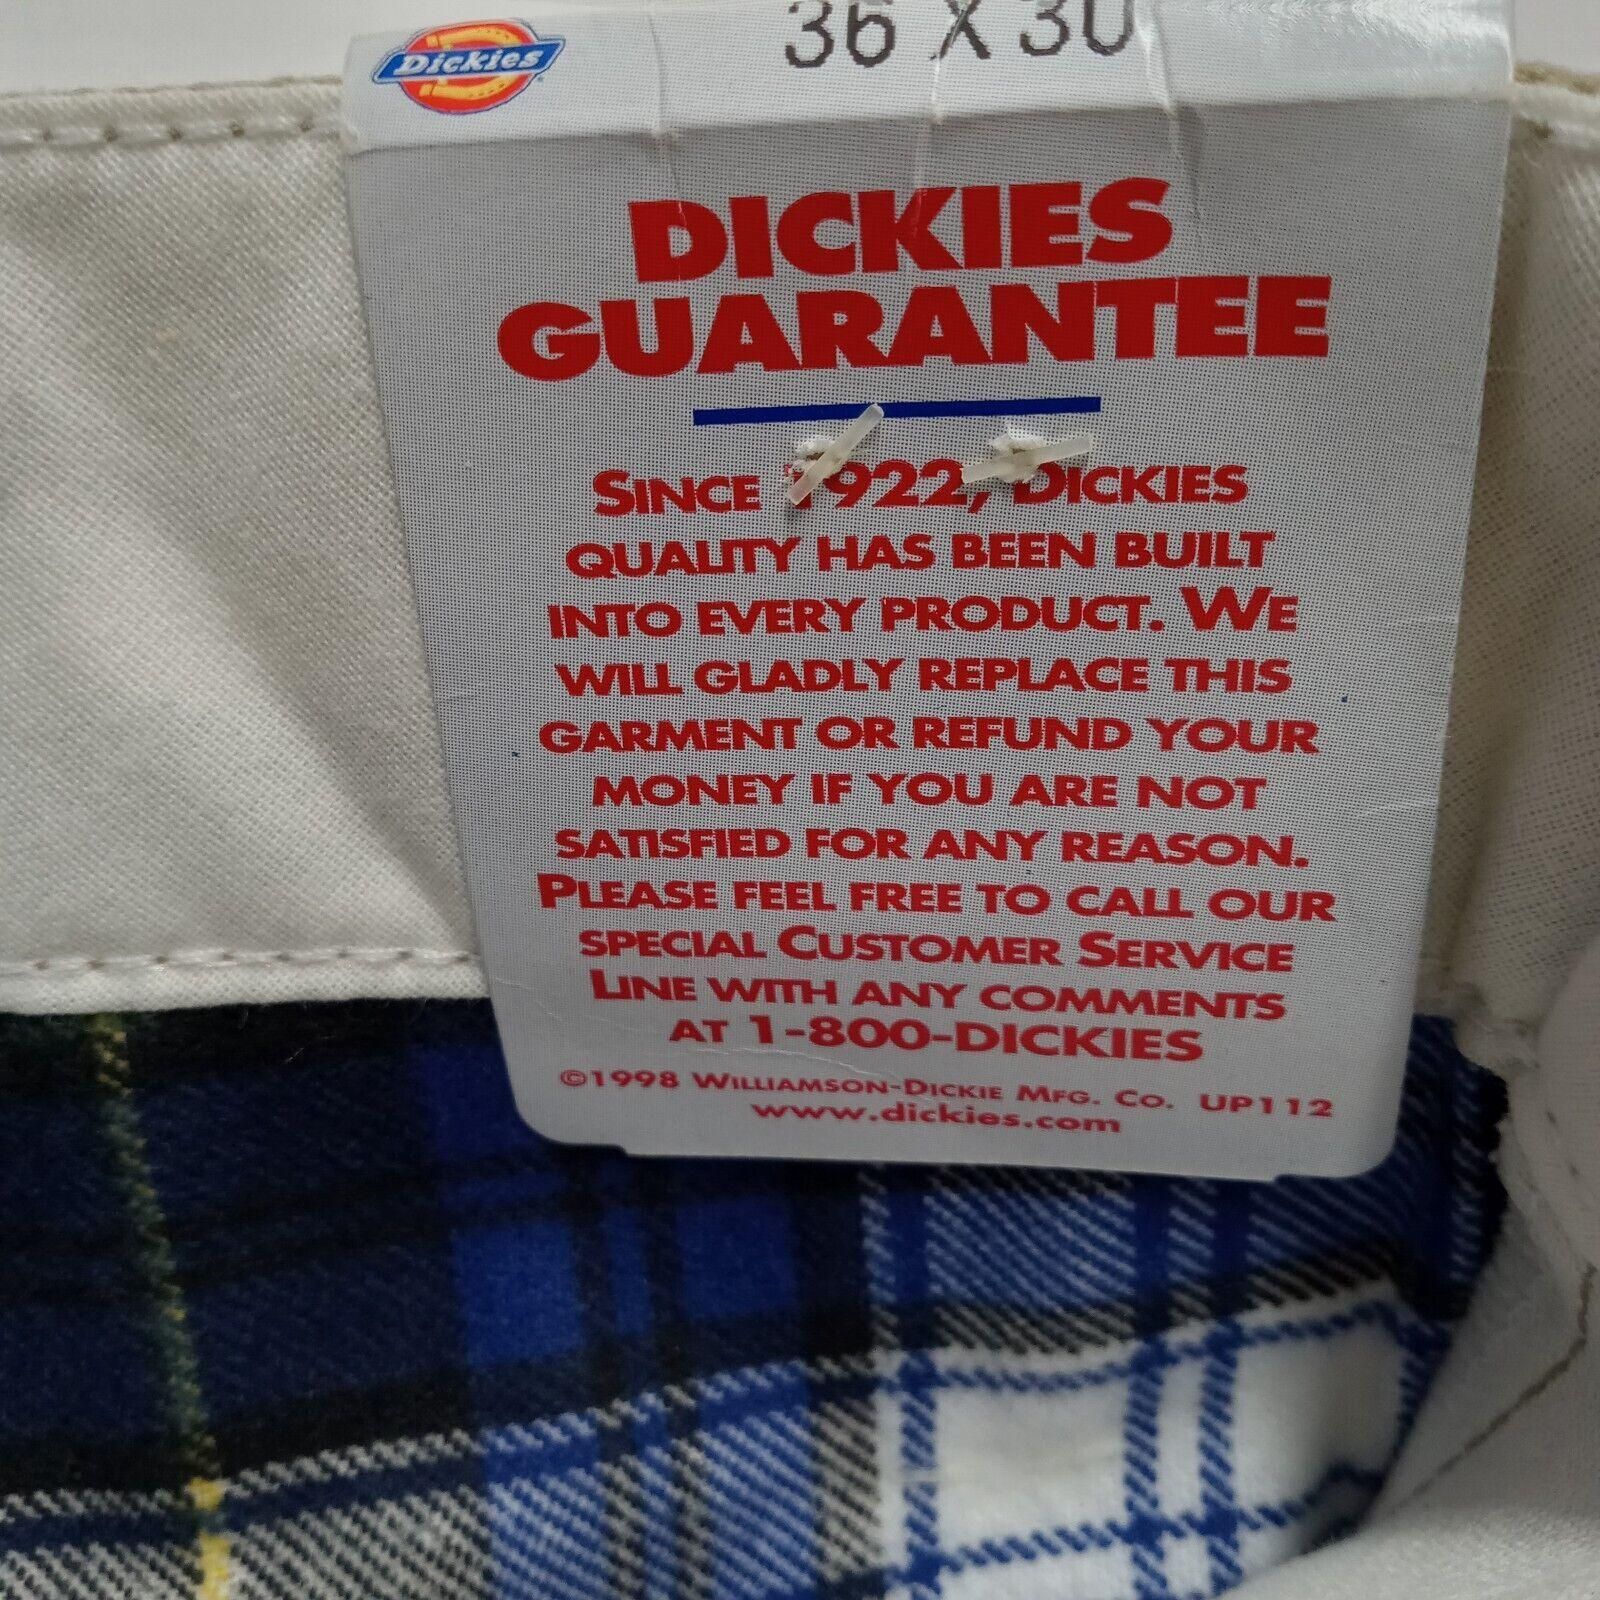 Dickies
36 X 30
DICKIES
GUARANTEE
SINCE 1922, DICKIES
QUALITY HAS BEEN BUILT
INTO EVERY PRODUCT. WE
WILL GLADLY REPLACE THIS
GARMENT OR REFUND YOUR
MONEY IF YOU ARE NOT
SATISFIED FOR ANY REASON.
PLEASE FEEL FREE TO CALL OUR
SPECIAL CUSTOMER SERVICE
LINE WITH ANY COMMENTS
AT 1-800-DICKIES
©1998 WILLIAMSON-DICKIE MFG. CO. UP112
www.dickies.com